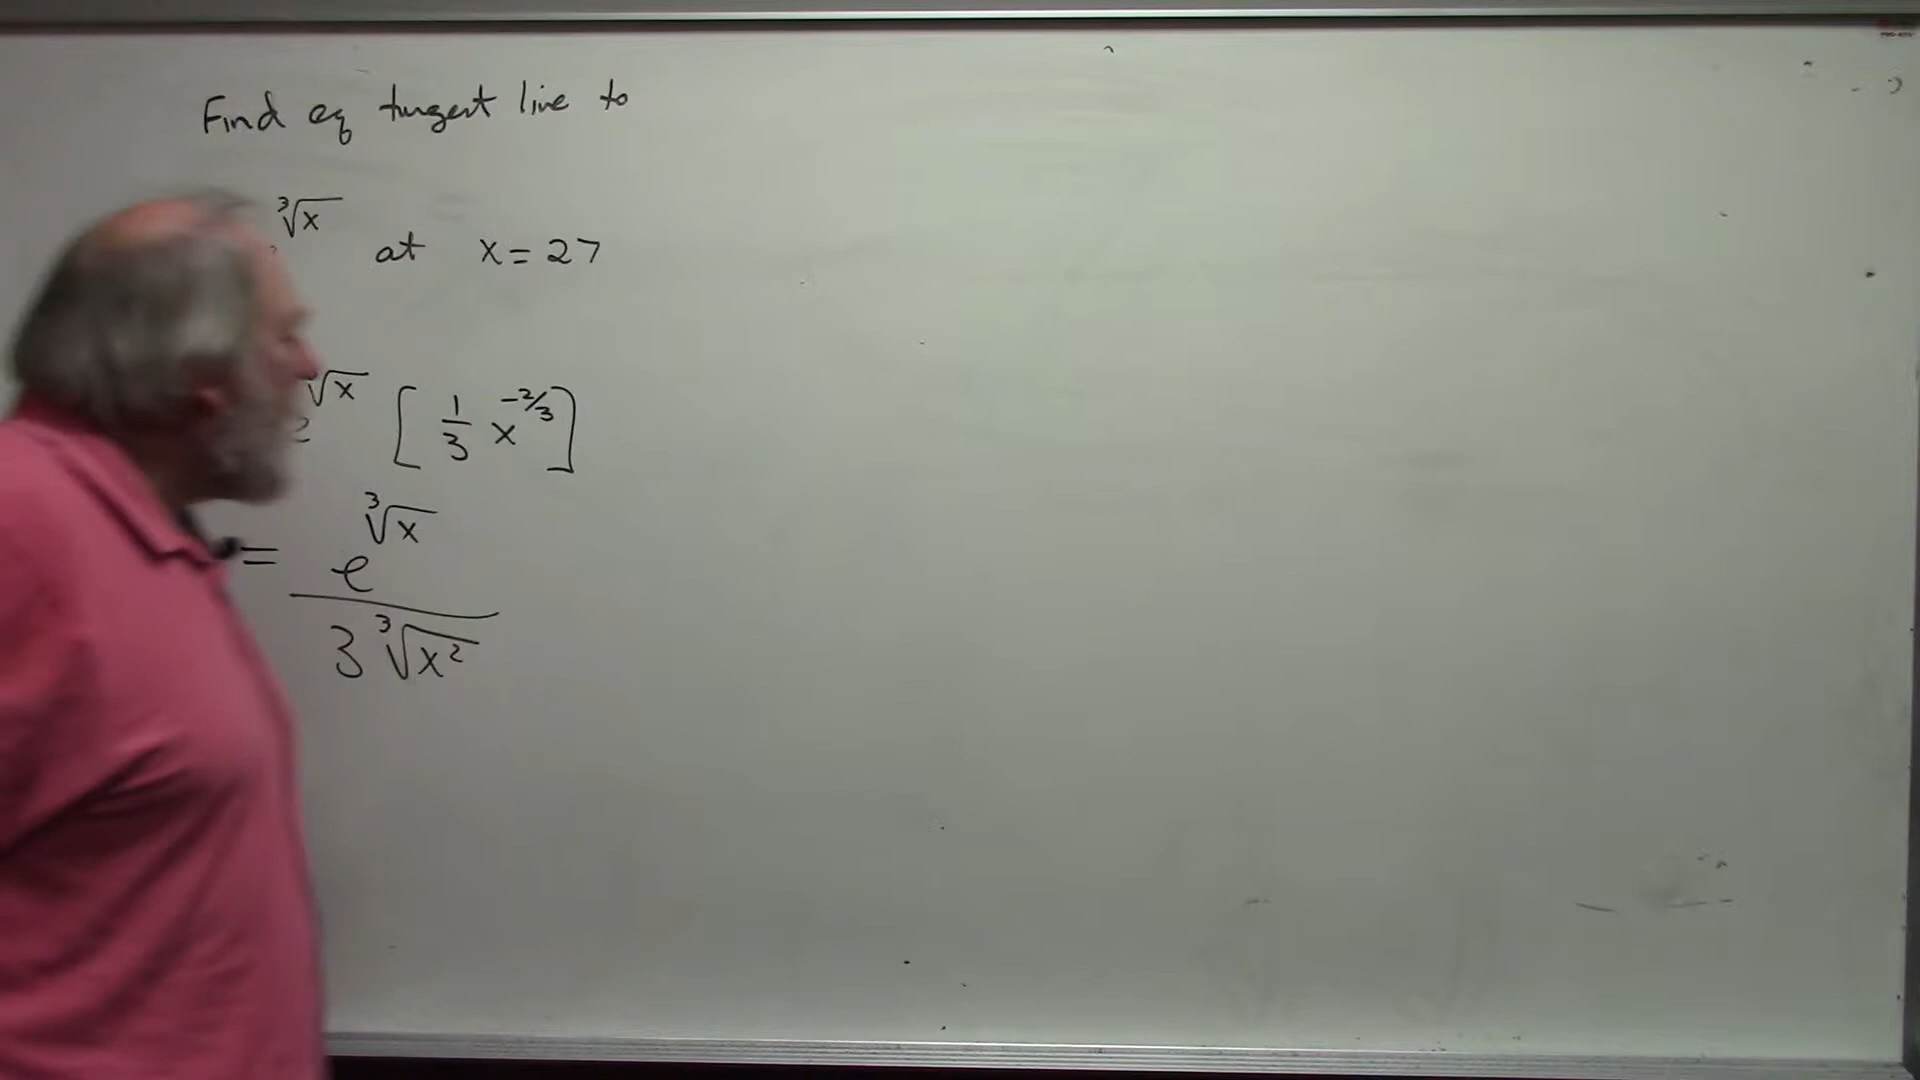 Find eq tangent line to
∛x at x = 27
e^√x [ 1/3 x^(-2/3) ]
= e^(∛x) / (3 ∛(x²))